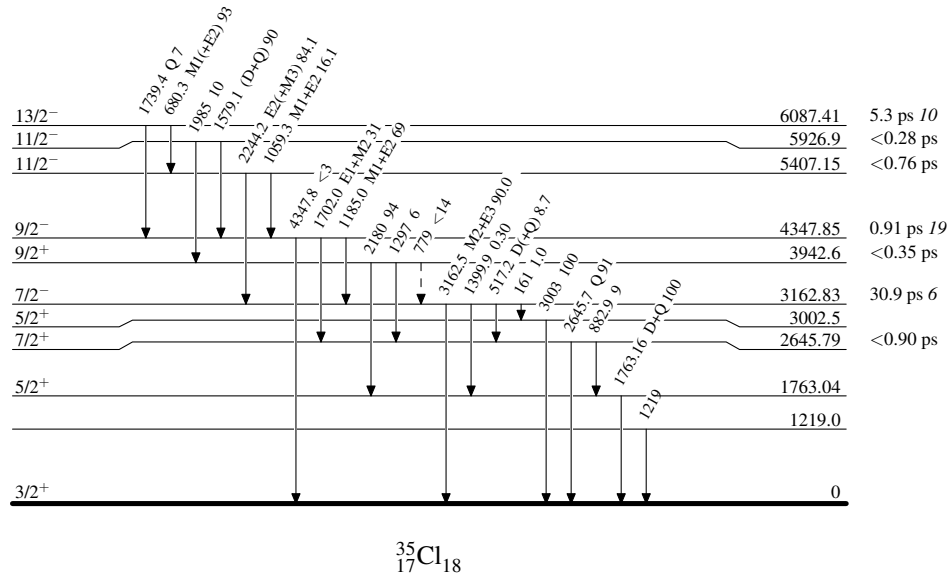 1739.4 Q 7
680.3 M1(+E2) 93
1985 10
1579.1 (D+Q) 90
2244.2 E2(+M3) 84.1
1059.3 M1+E2 16.1
4347.8 <3
1702.0 E1+M2 31
1185.0 M1+E2 69
2180 94
1297 6
779 <14
3162.5 M2+E3 90.0
1399.9 0.30
517.2 D(+Q) 8.7
161 1.0
3003 100
2645.7 Q 91
882.9 9
1763.16 D+Q 100
1219
13/2⁻ 6087.41 5.3 ps 10
11/2⁻ 5926.9 <0.28 ps
11/2⁻ 5407.15 <0.76 ps
9/2⁻ 4347.85 0.91 ps 19
9/2⁺ 3942.6 <0.35 ps
7/2⁻ 3162.83 30.9 ps 6
5/2⁺ 3002.5
7/2⁺ 2645.79 <0.90 ps
5/2⁺ 1763.04
1219.0
3/2⁺ 0
³⁵₁₇Cl₁₈